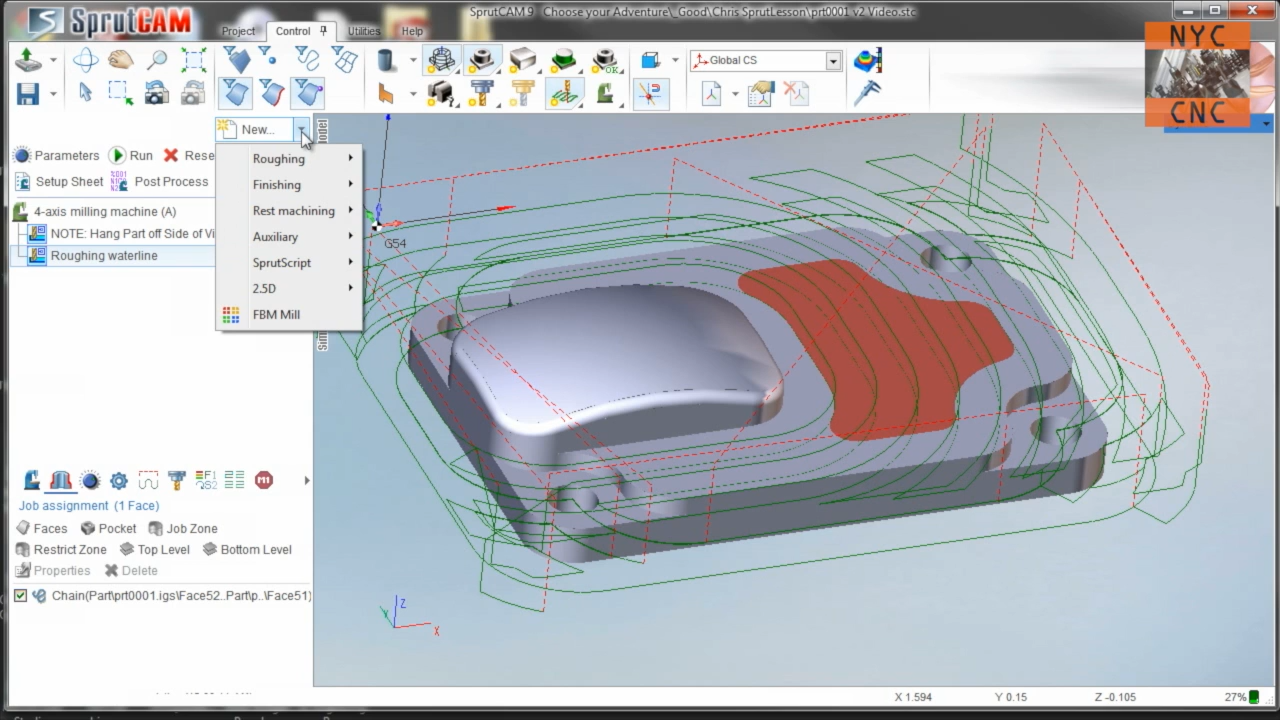 SprutCAM 9 - Choose your Adventure\_Good\Chris SprutLesson\prt0001 v2 Video.stc
SprutCAM
Project Control Utilities Help
NYC
CNC
Global CS
New...
Parameters Run Rese
Setup Sheet Post Process
4-axis milling machine (A)
NOTE: Hang Part off Side of Vi
Roughing waterline
Roughing
Finishing
Rest machining
Auxiliary
SprutScript
2.5D
FBM Mill
G54
Job assignment (1 Face)
Faces Pocket Job Zone
Restrict Zone Top Level Bottom Level
Properties Delete
Chain(Part\prt0001.igs\Face52..Part\p..\Face51)
Z
X
X 1.594 Y 0.15 Z -0.105 27%